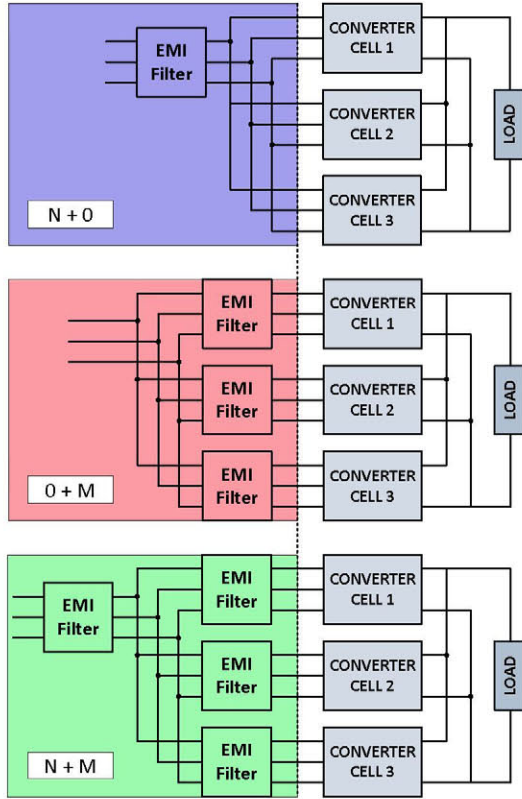 EMI
Filter
CONVERTER
CELL 1
CONVERTER
CELL 2
CONVERTER
CELL 3
LOAD
N + 0
EMI
Filter
EMI
Filter
EMI
Filter
CONVERTER
CELL 1
CONVERTER
CELL 2
CONVERTER
CELL 3
LOAD
0 + M
EMI
Filter
EMI
Filter
EMI
Filter
EMI
Filter
CONVERTER
CELL 1
CONVERTER
CELL 2
CONVERTER
CELL 3
LOAD
N + M